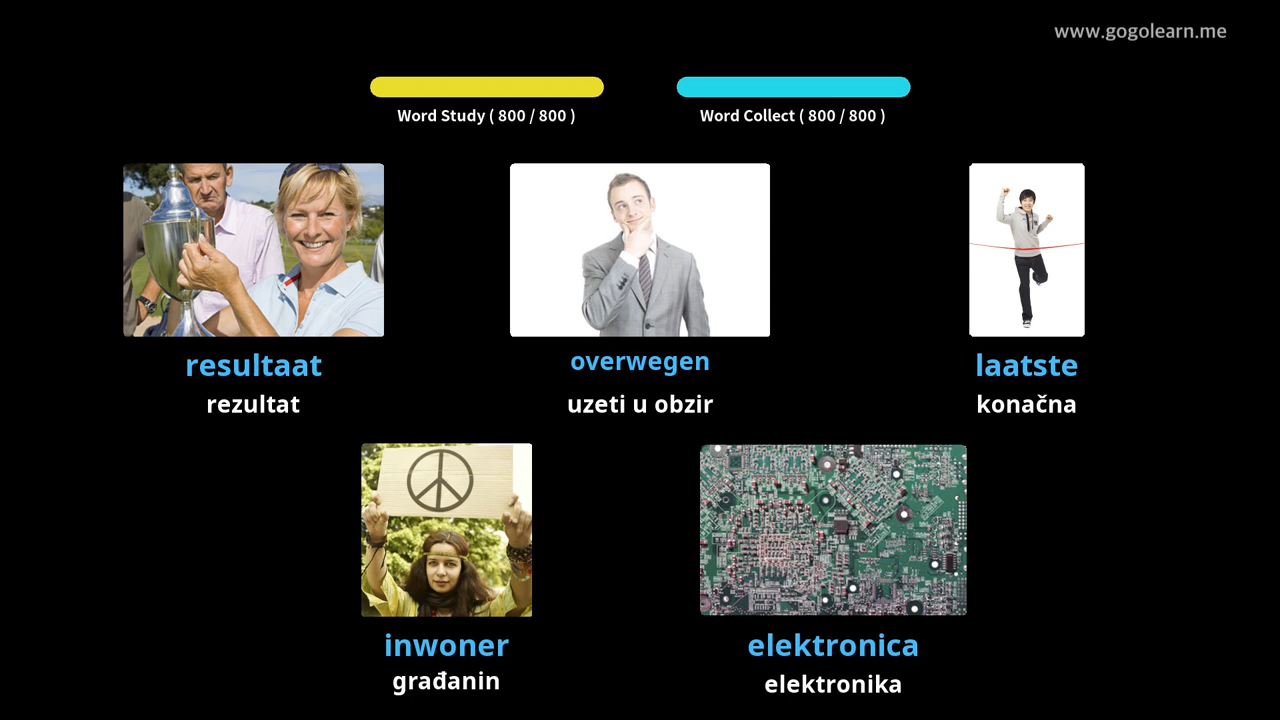 www.gogolearn.me
Word Study ( 800 / 800 )
Word Collect ( 800 / 800 )
resultaat
rezultat
overwegen
uzeti u obzir
laatste
konačna
inwoner
građanin
elektronica
elektronika